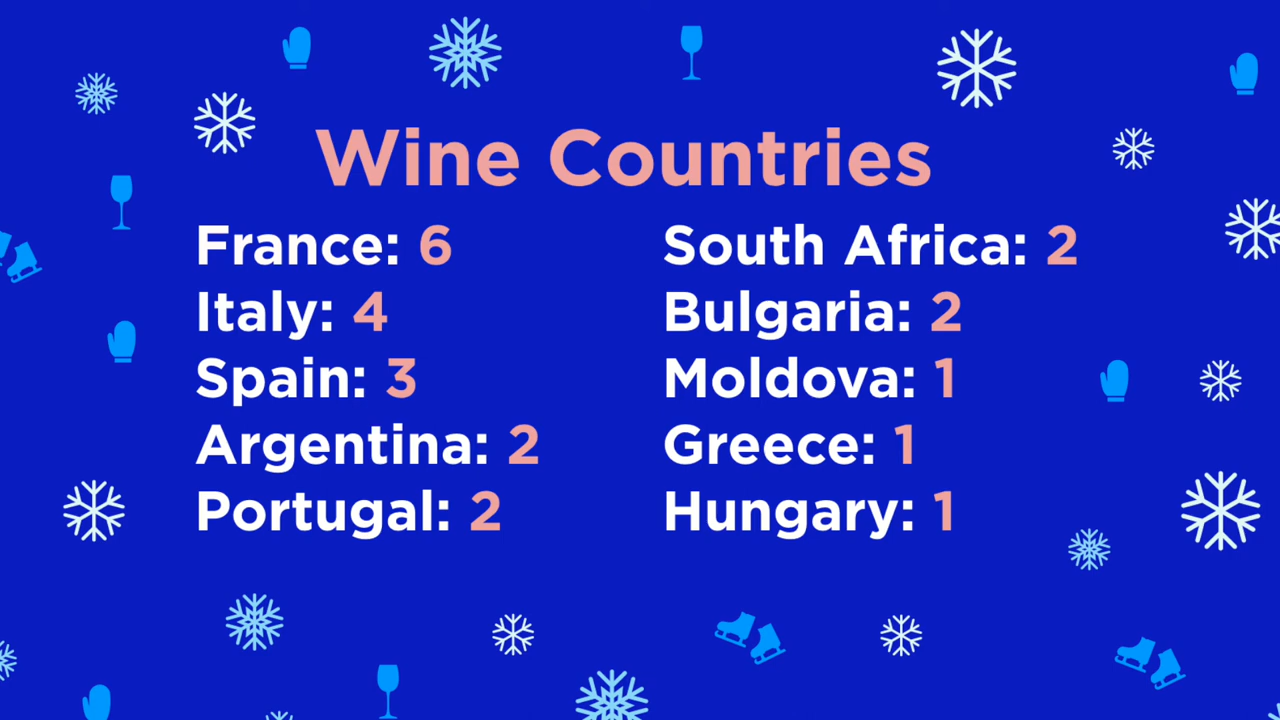 Wine Countries
France: 6
Italy: 4
Spain: 3
Argentina: 2
Portugal: 2
South Africa: 2
Bulgaria: 2
Moldova: 1
Greece: 1
Hungary: 1